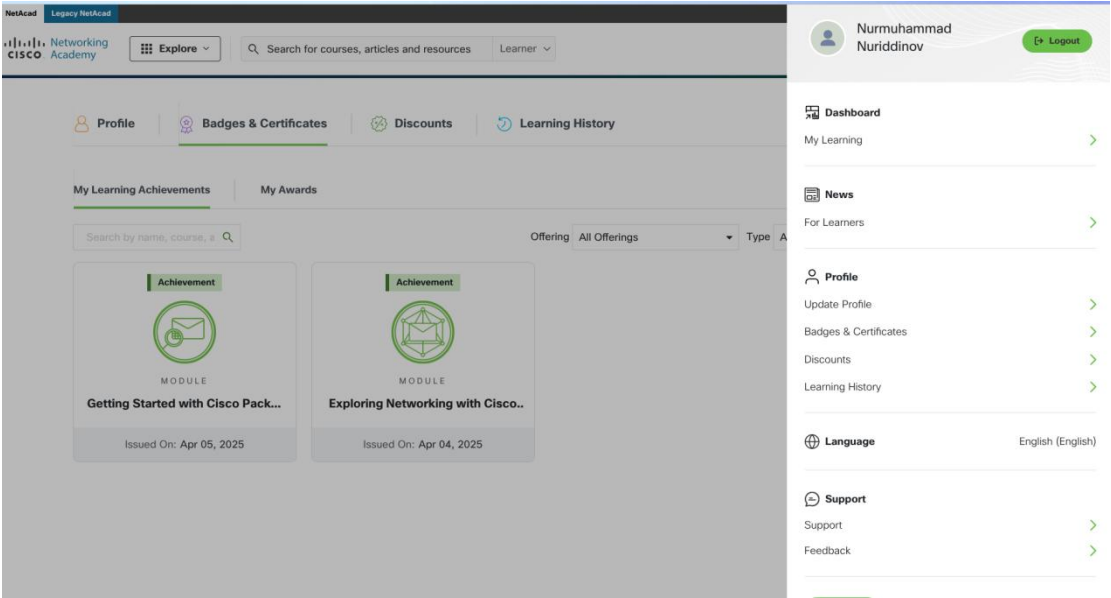 NetAcad Legacy NetAcad
Networking
CISCO Academy
Explore
Search for courses, articles and resources
Learner
Profile
Badges & Certificates
Discounts
Learning History
My Learning Achievements
My Awards
Search by name, course, a
Offering All Offerings
Type A
Achievement
MODULE
Getting Started with Cisco Pack...
Issued On: Apr 05, 2025
Achievement
MODULE
Exploring Networking with Cisco..
Issued On: Apr 04, 2025
Nurmuhammad
Nuriddinov
Logout
Dashboard
My Learning
News
For Learners
Profile
Update Profile
Badges & Certificates
Discounts
Learning History
Language English (English)
Support
Support
Feedback